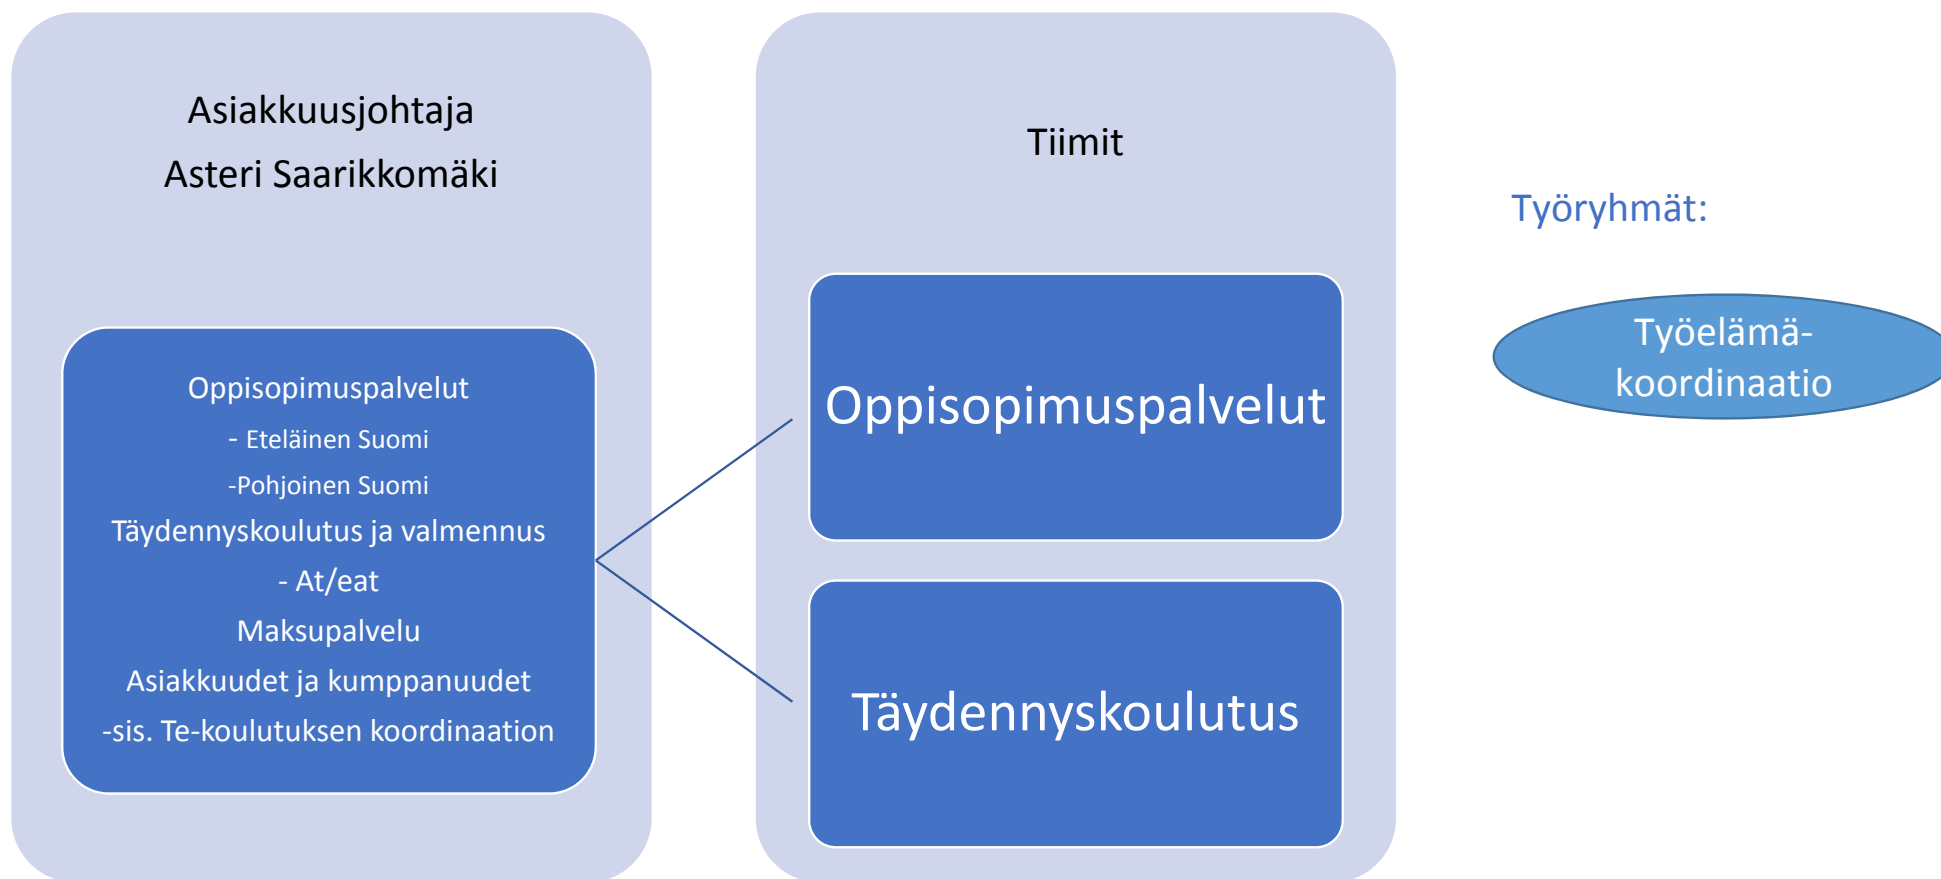 Asiakkuusjohtaja
Asteri Saarikkomäki
Oppisopimuspalvelut
- Eteläinen Suomi
-Pohjoinen Suomi
Täydennyskoulutus ja valmennus
- At/eat
Maksupalvelu
Asiakkuudet ja kumppanuudet
-sis. Te-koulutuksen koordinaation
Tiimit
Oppisopimuspalvelut
Täydennyskoulutus
Työryhmät:
Työelämä-
koordinaatio